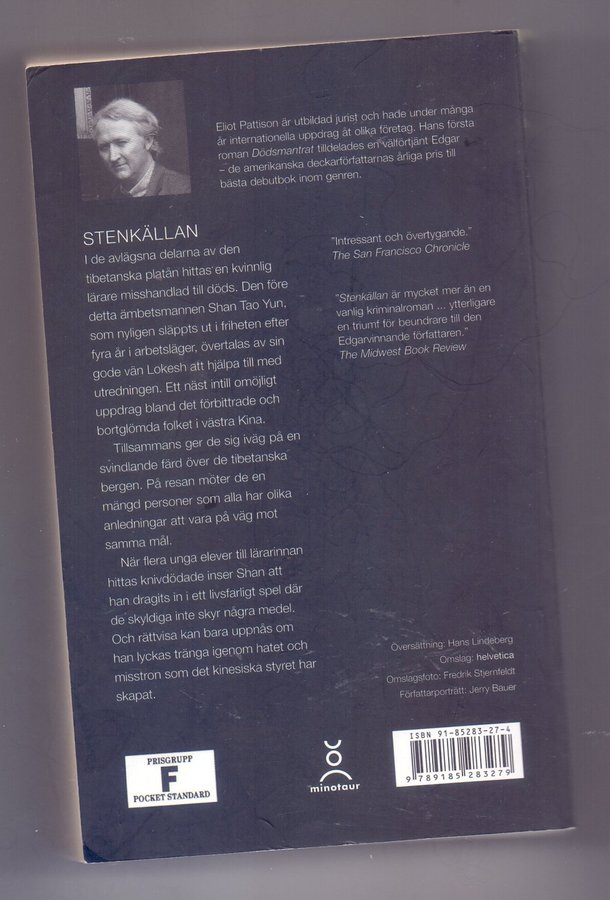 Eliot Pattison är utbildad jurist och hade under många
år internationella uppdrag åt olika företag. Hans första
roman Dödsmantrat tilldelades en välförtjänt Edgar
– de amerikanska deckarförfattarnas årliga pris till
bästa debutbok inom genren.
STENKÄLLAN
I de avlägsna delarna av den
tibetanska platån hittas en kvinnlig
lärare misshandlad till döds. Den före
detta ämbetsmannen Shan Tao Yun,
som nyligen släppts ut i friheten efter
fyra år i arbetsläger, övertalas av sin
gode vän Lokesh att hjälpa till med
utredningen. Ett näst intill omöjligt
uppdrag bland det förbittrade och
bortglömda folket i västra Kina.
Tillsammans ger de sig iväg på en
svindlande färd över de tibetanska
bergen. På resan möter de en
mängd personer som alla har olika
anledningar att vara på väg mot
samma mål.
När flera unga elever till lärarinnan
hittas knivdödade inser Shan att
han dragits in i ett livsfarligt spel där
de skyldiga inte skyr några medel.
Och rättvisa kan bara uppnås om
han lyckas tränga igenom hatet och
misstron som det kinesiska styret har
skapat.
"Intressant och övertygande."
The San Francisco Chronicle
"Stenkällan är mycket mer än en
vanlig kriminalroman ... ytterligare
en triumf för beundrare till den
Edgarvinnande författaren."
The Midwest Book Review
Översättning: Hans Lindeberg
Omslag: helvetica
Omslagsfoto: Fredrik Stjernfeldt
Författarporträtt: Jerry Bauer
PRISGRUPP
F
POCKET STANDARD
minotaur
ISBN 91-85283-27-4
9 789185 283279